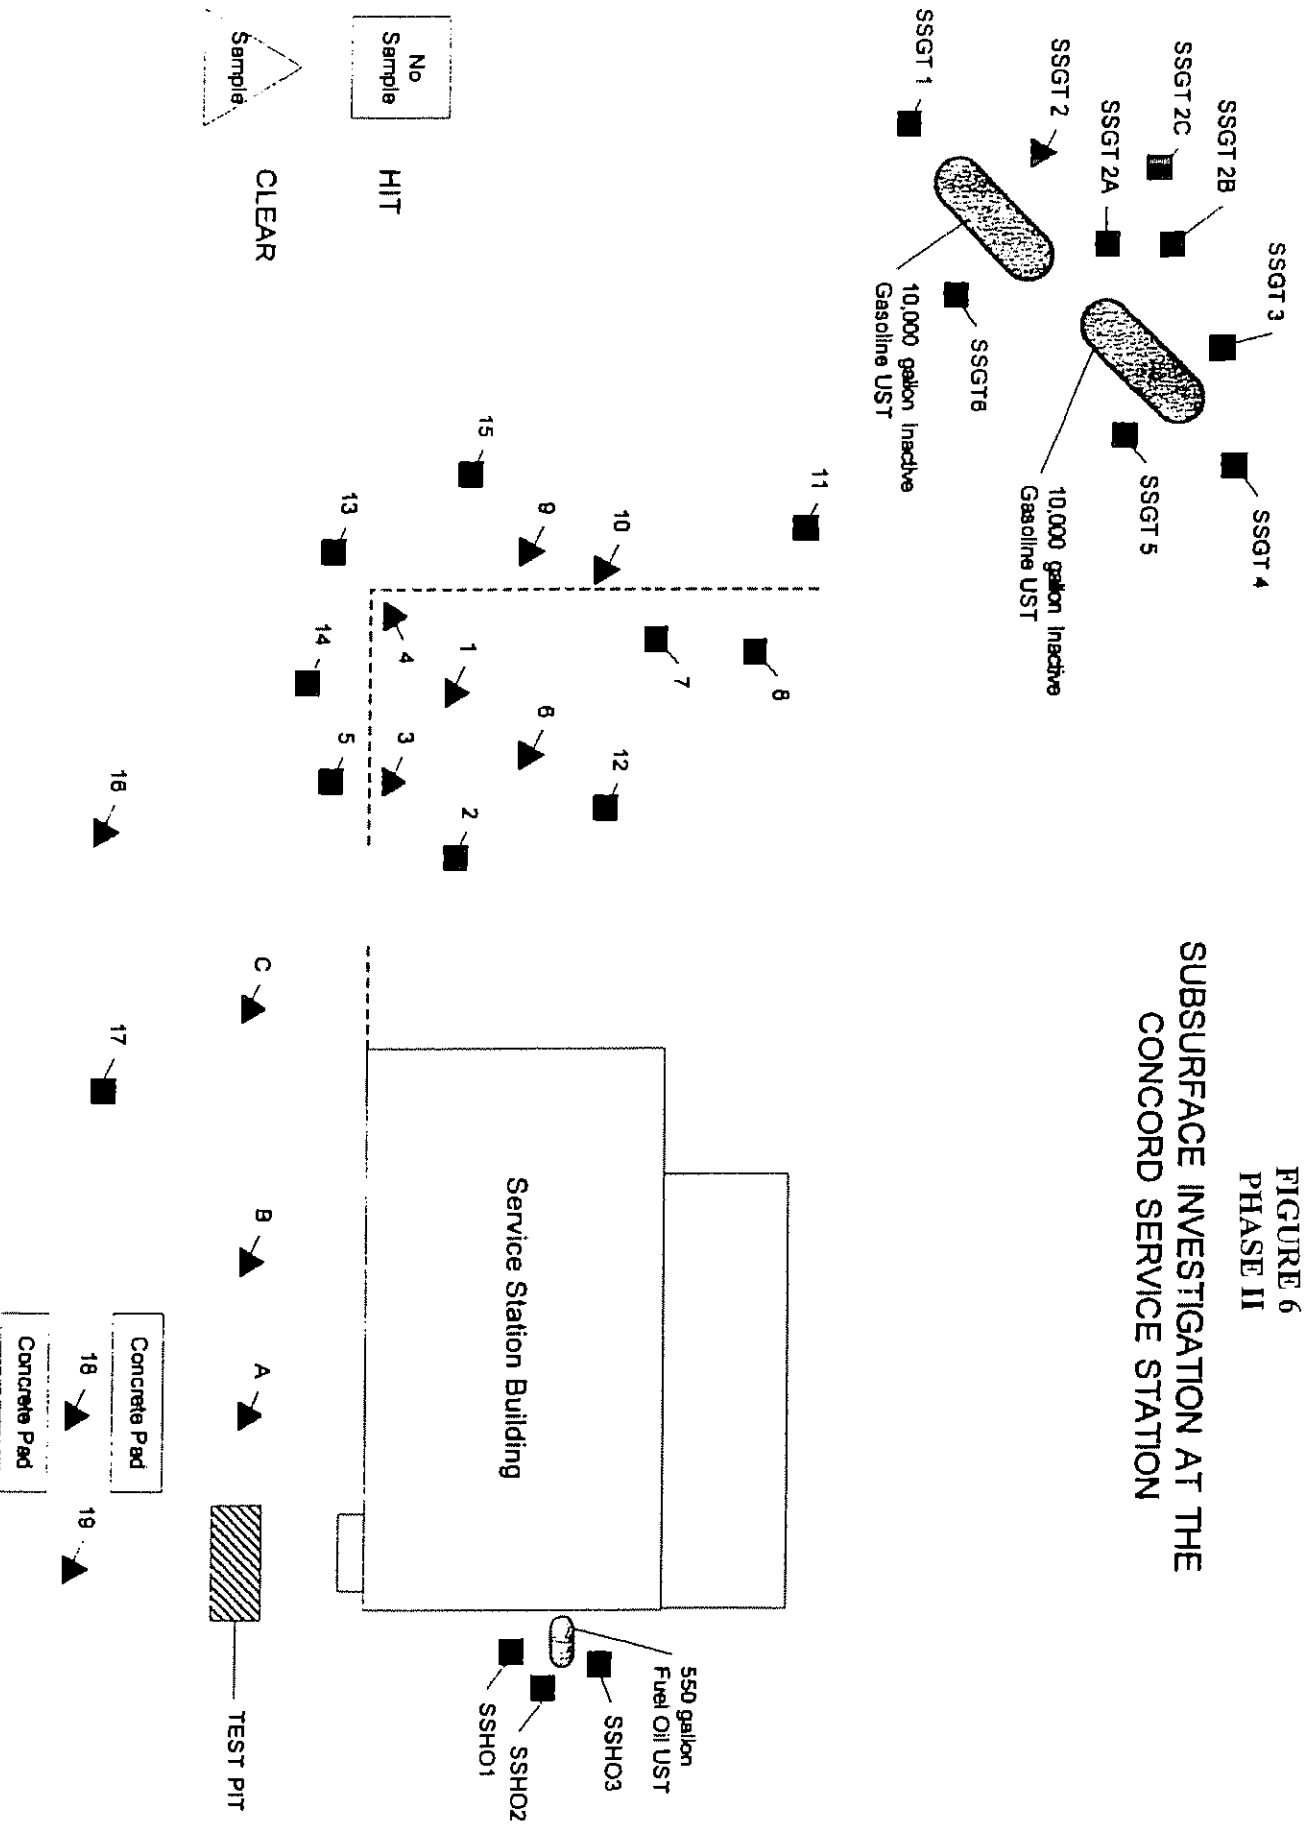 FIGURE 6
PHASE II
SUBSURFACE INVESTIGATION AT THE
CONCORD SERVICE STATION
SSGT 3
SSGT 4
SSGT 2B
SSGT 2C
SSGT 2A
SSGT 5
SSGT 2
SSGT 1
SSGT6
10,000 gallon Inactive
Gasoline UST
10,000 gallon Inactive
Gasoline UST
11
8
7
10
12
9
6
15
1
2
4
3
13
14
5
550 gallon
Fuel Oil UST
SSHO3
SSHO2
SSHO1
Service Station Building
No
Sample
HIT
Sample
CLEAR
C
B
A
TEST PIT
16
17
Concrete Pad
18
19
Concrete Pad